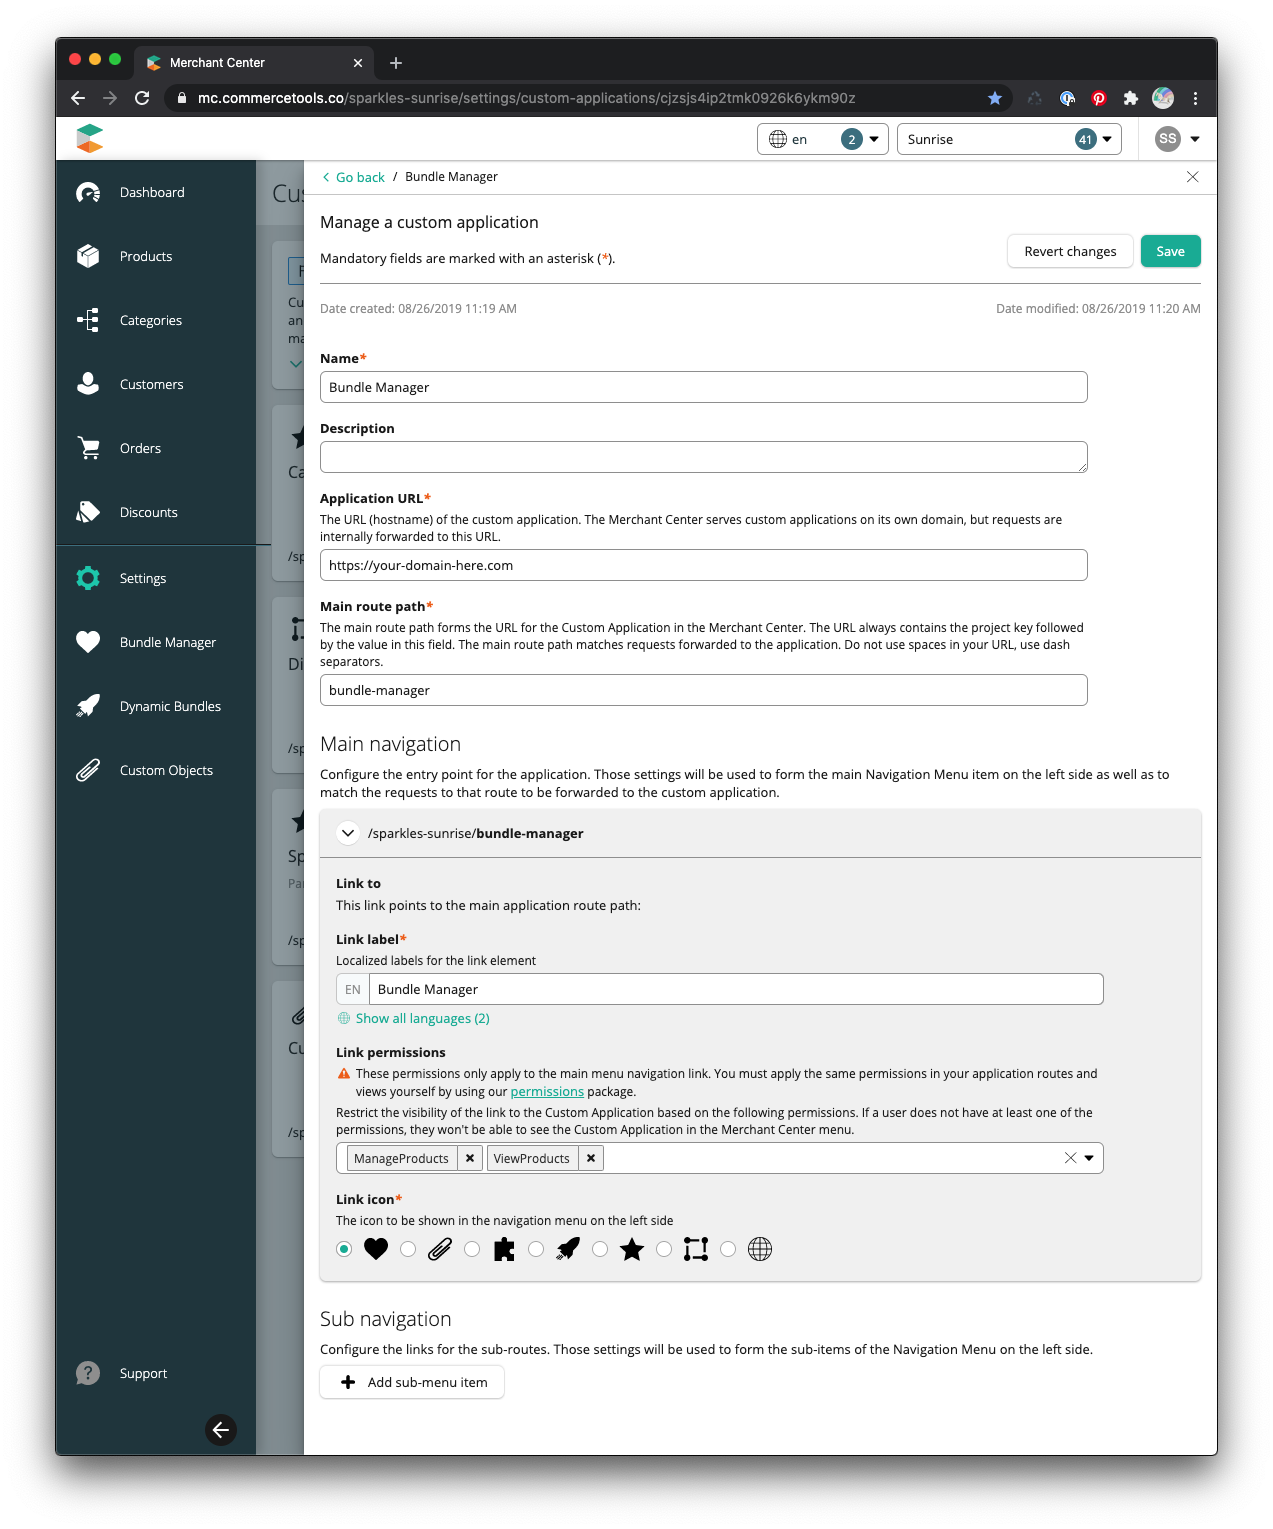 Merchant Center
mc.commercetools.co/sparkles-sunrise/settings/custom-applications/cjzsjs4ip2tmk0926k6ykm90z
en 2
Sunrise 41
SS
Dashboard
Products
Categories
Customers
Orders
Discounts
Settings
Bundle Manager
Dynamic Bundles
Custom Objects
Support
Cus
Cu
an
ma
Ca
/sp
Di
/sp
Sp
Pa
/sp
Cu
/sp
Go back / Bundle Manager
Manage a custom application
Mandatory fields are marked with an asterisk (*).
Revert changes
Save
Date created: 08/26/2019 11:19 AM
Date modified: 08/26/2019 11:20 AM
Name*
Bundle Manager
Description
Application URL*
The URL (hostname) of the custom application. The Merchant Center serves custom applications on its own domain, but requests are
internally forwarded to this URL.
https://your-domain-here.com
Main route path*
The main route path forms the URL for the Custom Application in the Merchant Center. The URL always contains the project key followed
by the value in this field. The main route path matches requests forwarded to the application. Do not use spaces in your URL, use dash
separators.
bundle-manager
Main navigation
Configure the entry point for the application. Those settings will be used to form the main Navigation Menu item on the left side as well as to
match the requests to that route to be forwarded to the custom application.
/sparkles-sunrise/bundle-manager
Link to
This link points to the main application route path:
Link label*
Localized labels for the link element
EN Bundle Manager
Show all languages (2)
Link permissions
These permissions only apply to the main menu navigation link. You must apply the same permissions in your application routes and
views yourself by using our permissions package.
Restrict the visibility of the link to the Custom Application based on the following permissions. If a user does not have at least one of the
permissions, they won't be able to see the Custom Application in the Merchant Center menu.
ManageProducts ViewProducts
Link icon*
The icon to be shown in the navigation menu on the left side
Sub navigation
Configure the links for the sub-routes. Those settings will be used to form the sub-items of the Navigation Menu on the left side.
Add sub-menu item